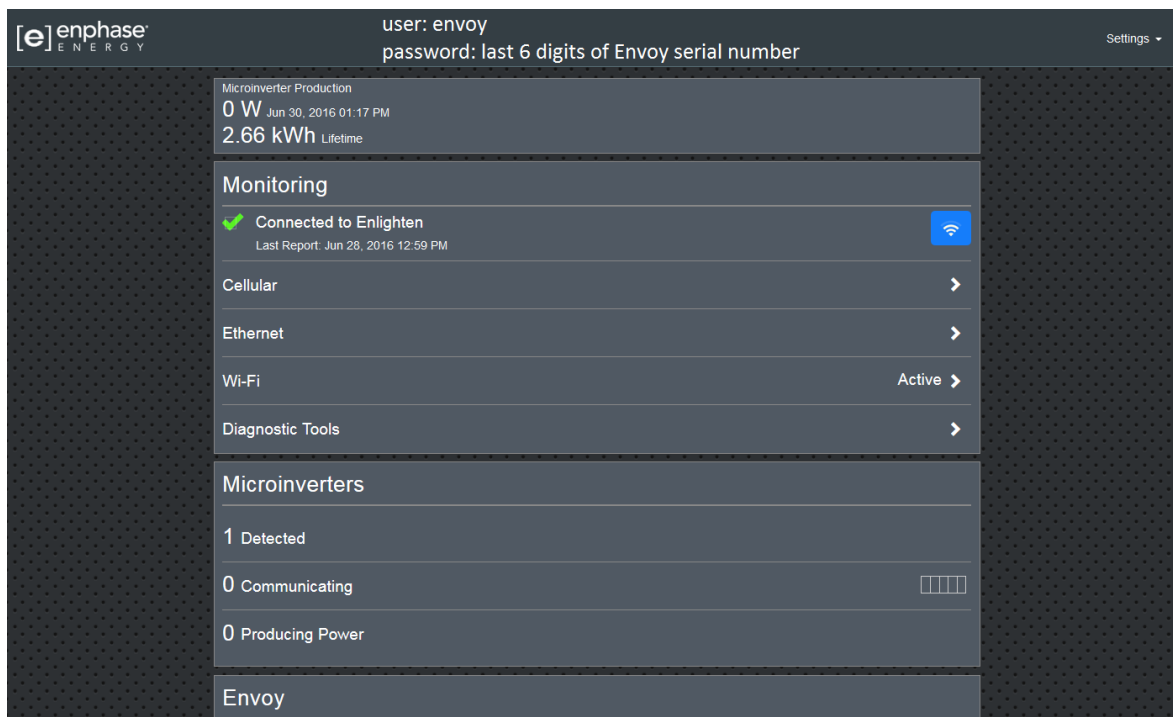 [e] enphase®
ENERGY
user: envoy
password: last 6 digits of Envoy serial number
Settings
Microinverter Production
0 W Jun 30, 2016 01:17 PM
2.66 kWh Lifetime
Monitoring
Connected to Enlighten
Last Report: Jun 28, 2016 12:59 PM
Cellular
Ethernet
Wi-Fi Active
Diagnostic Tools
Microinverters
1 Detected
0 Communicating
0 Producing Power
Envoy